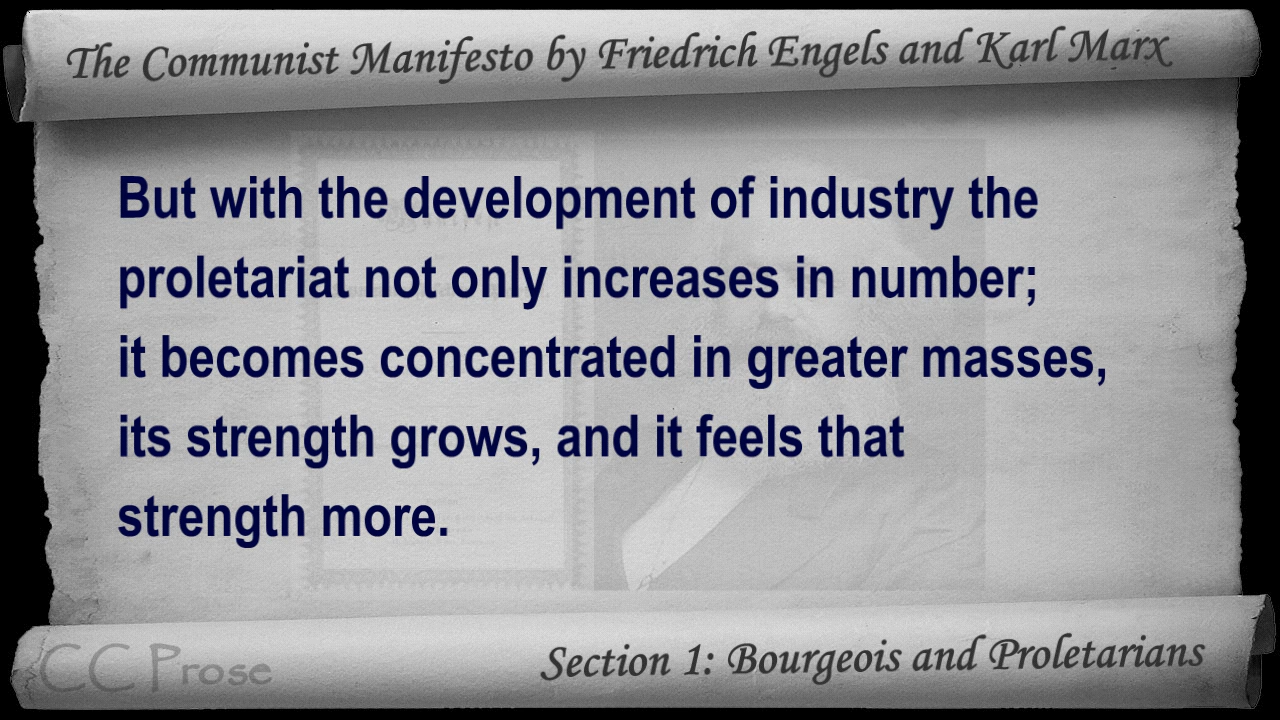 The Communist Manifesto by Friedrich Engels and Karl Marx
But with the development of industry the
proletariat not only increases in number;
it becomes concentrated in greater masses,
its strength grows, and it feels that
strength more.
CC Prose
Section 1: Bourgeois and Proletarians